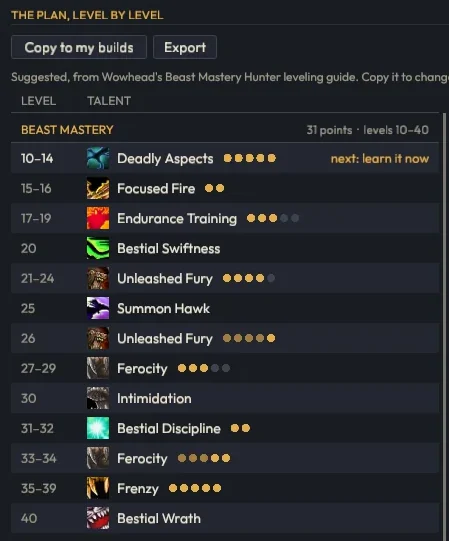 THE PLAN, LEVEL BY LEVEL
Copy to my builds Export
Suggested, from Wowhead's Beast Mastery Hunter leveling guide. Copy it to change
LEVEL TALENT
BEAST MASTERY 31 points · levels 10–40
10–14 Deadly Aspects next: learn it now
15–16 Focused Fire
17–19 Endurance Training
20 Bestial Swiftness
21–24 Unleashed Fury
25 Summon Hawk
26 Unleashed Fury
27–29 Ferocity
30 Intimidation
31–32 Bestial Discipline
33–34 Ferocity
35–39 Frenzy
40 Bestial Wrath